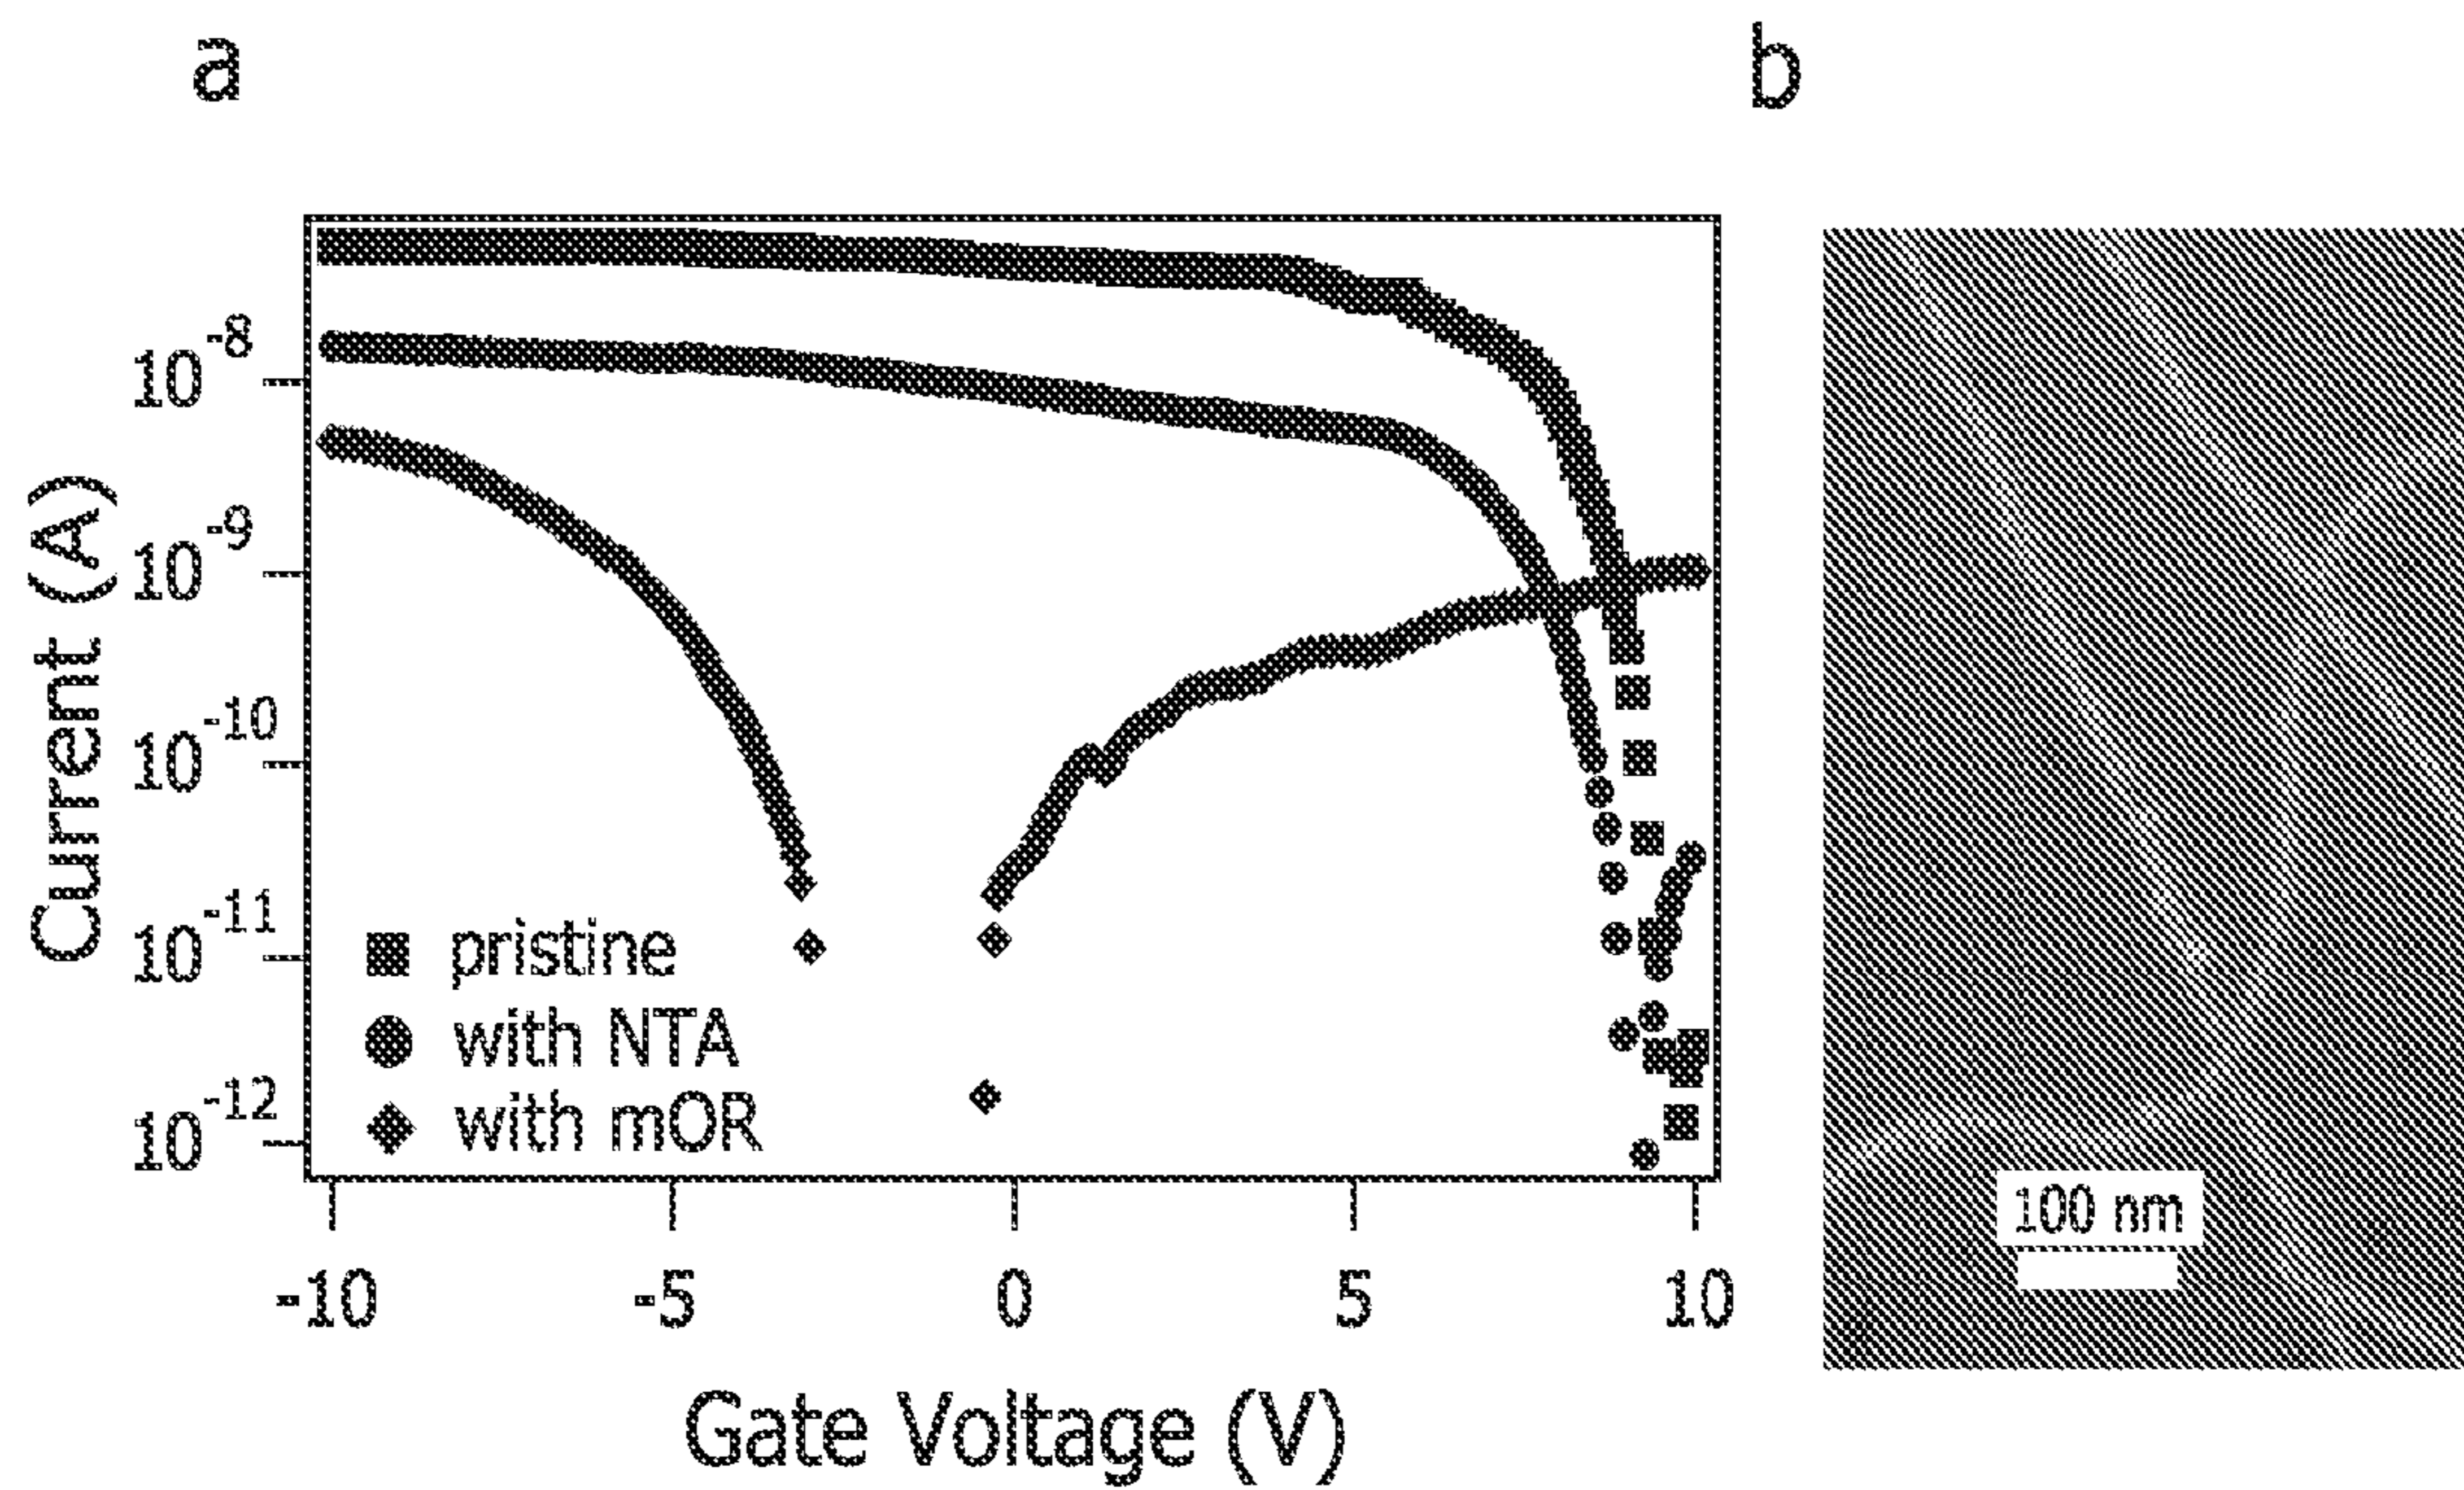 a
b
10^-8
10^-9
10^-10
10^-11
10^-12
Current (A)
pristine
with NTA
with mOR
-10 -5 0 5 10
Gate Voltage (V)
100 nm